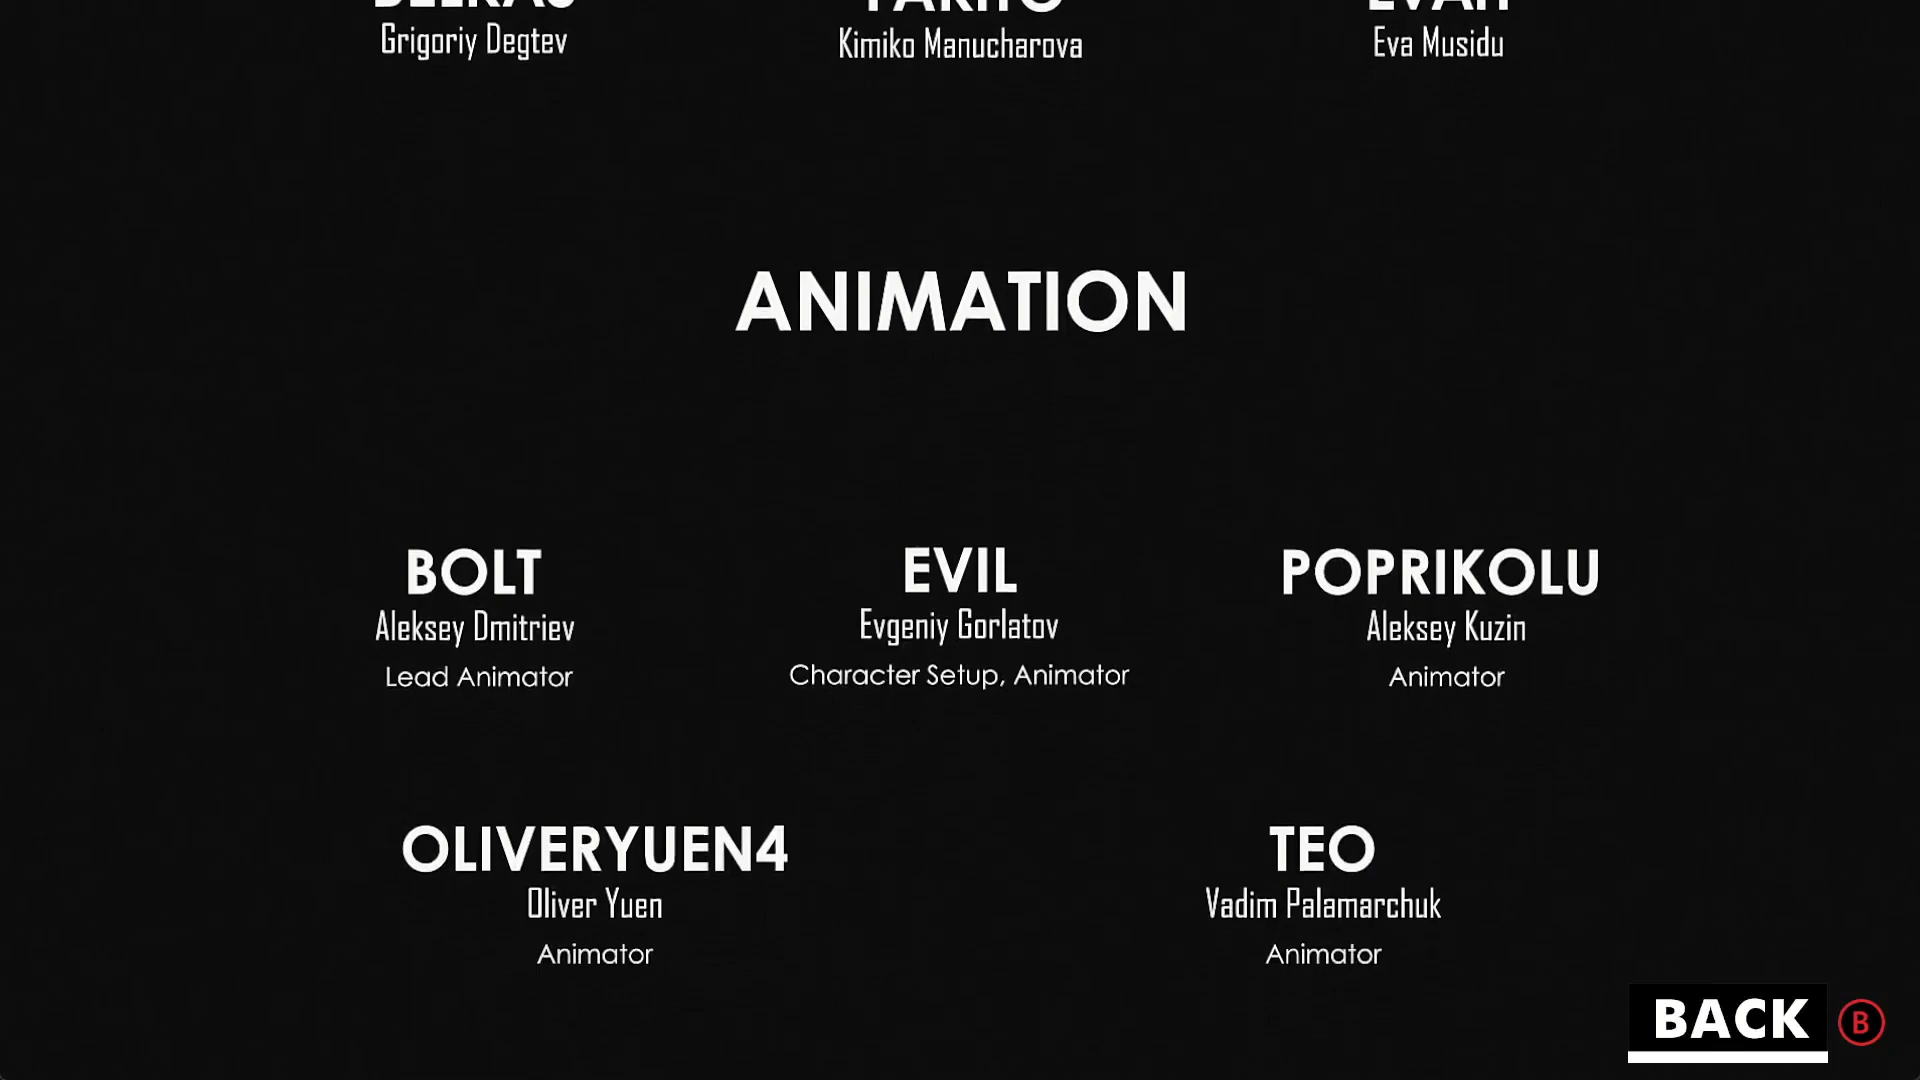 Grigoriy Degtev
Kimiko Manucharova
Eva Musidu
ANIMATION
BOLT
Aleksey Dmitriev
Lead Animator
EVIL
Evgeniy Gorlatov
Character Setup, Animator
POPRIKOLU
Aleksey Kuzin
Animator
OLIVERYUEN4
Oliver Yuen
Animator
TEO
Vadim Palamarchuk
Animator
BACK B